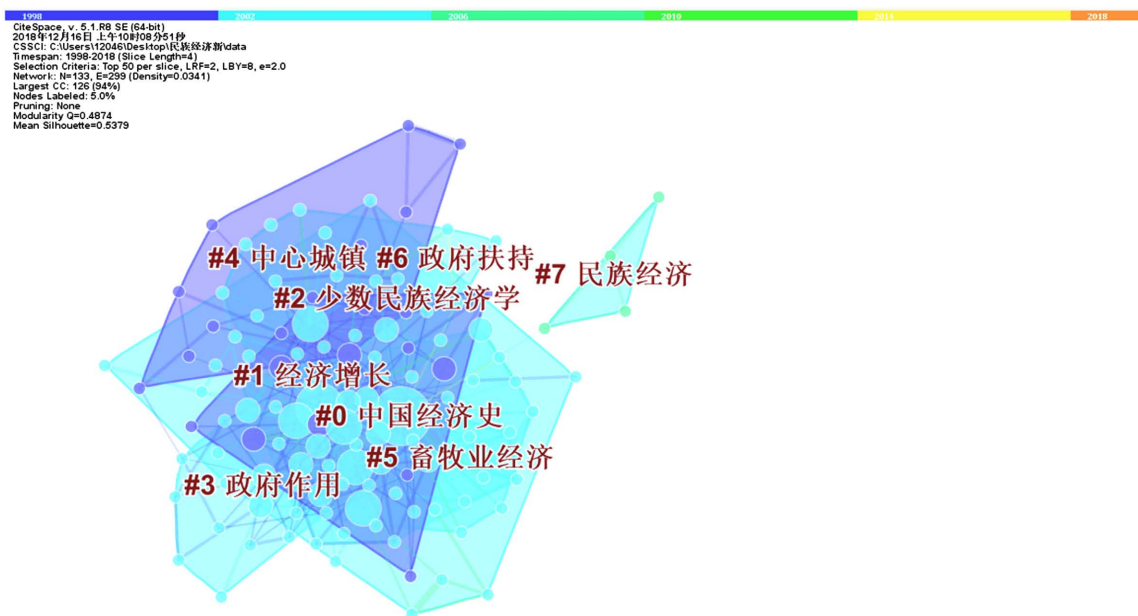 1998 2002 2006 2010 2014 2018
CiteSpace, v. 5.1.R8 SE (64-bit)
2018年12月16日 上午10时08分51秒
CSSCI: C:\Users\12046\Desktop\民族经济新\data
Timespan: 1998-2018 (Slice Length=4)
Selection Criteria: Top 50 per slice, LRF=2, LBY=8, e=2.0
Network: N=133, E=299 (Density=0.0341)
Largest CC: 126 (94%)
Nodes Labeled: 5.0%
Pruning: None
Modularity Q=0.4874
Mean Silhouette=0.5379
#4 中心城镇 #6 政府扶持
#7 民族经济
#2 少数民族经济学
#1 经济增长
#0 中国经济史
#5 畜牧业经济
#3 政府作用